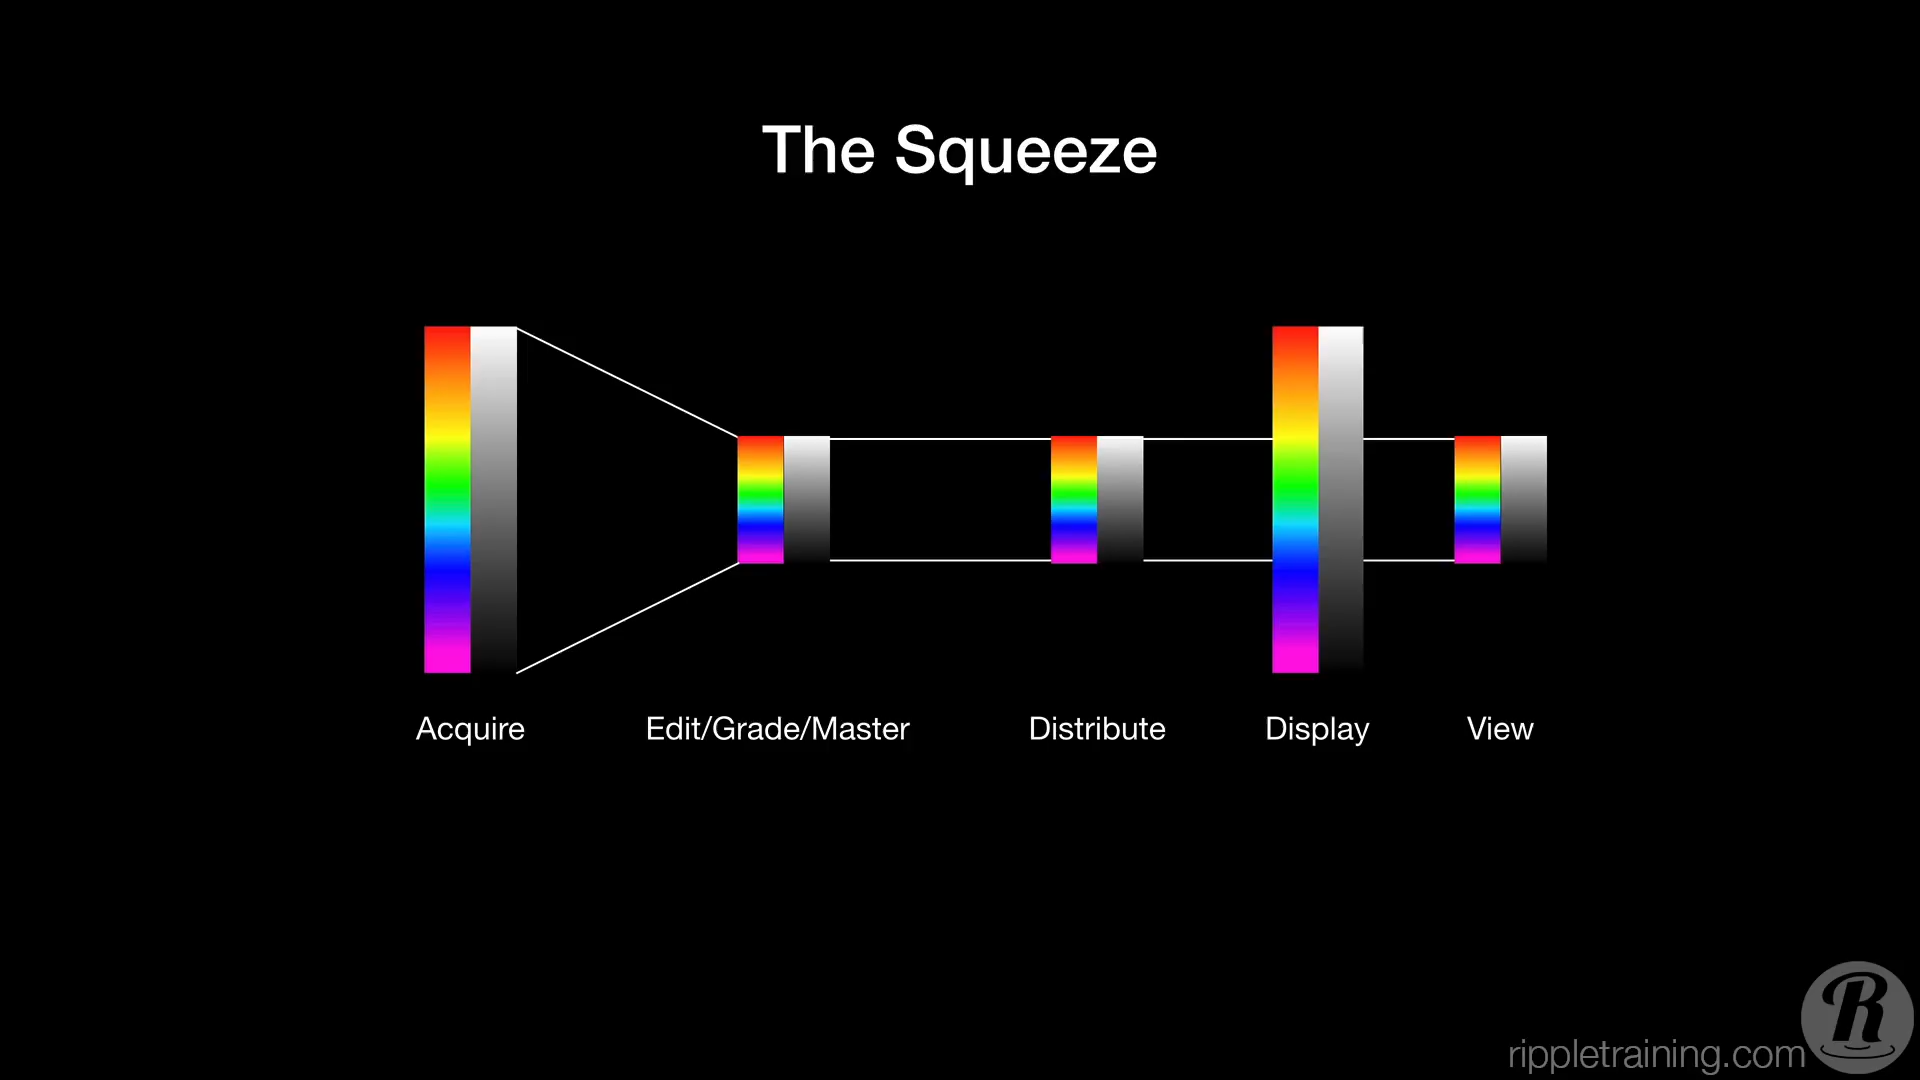 The Squeeze
Acquire
Edit/Grade/Master
Distribute
Display
View
rippletraining.com
R